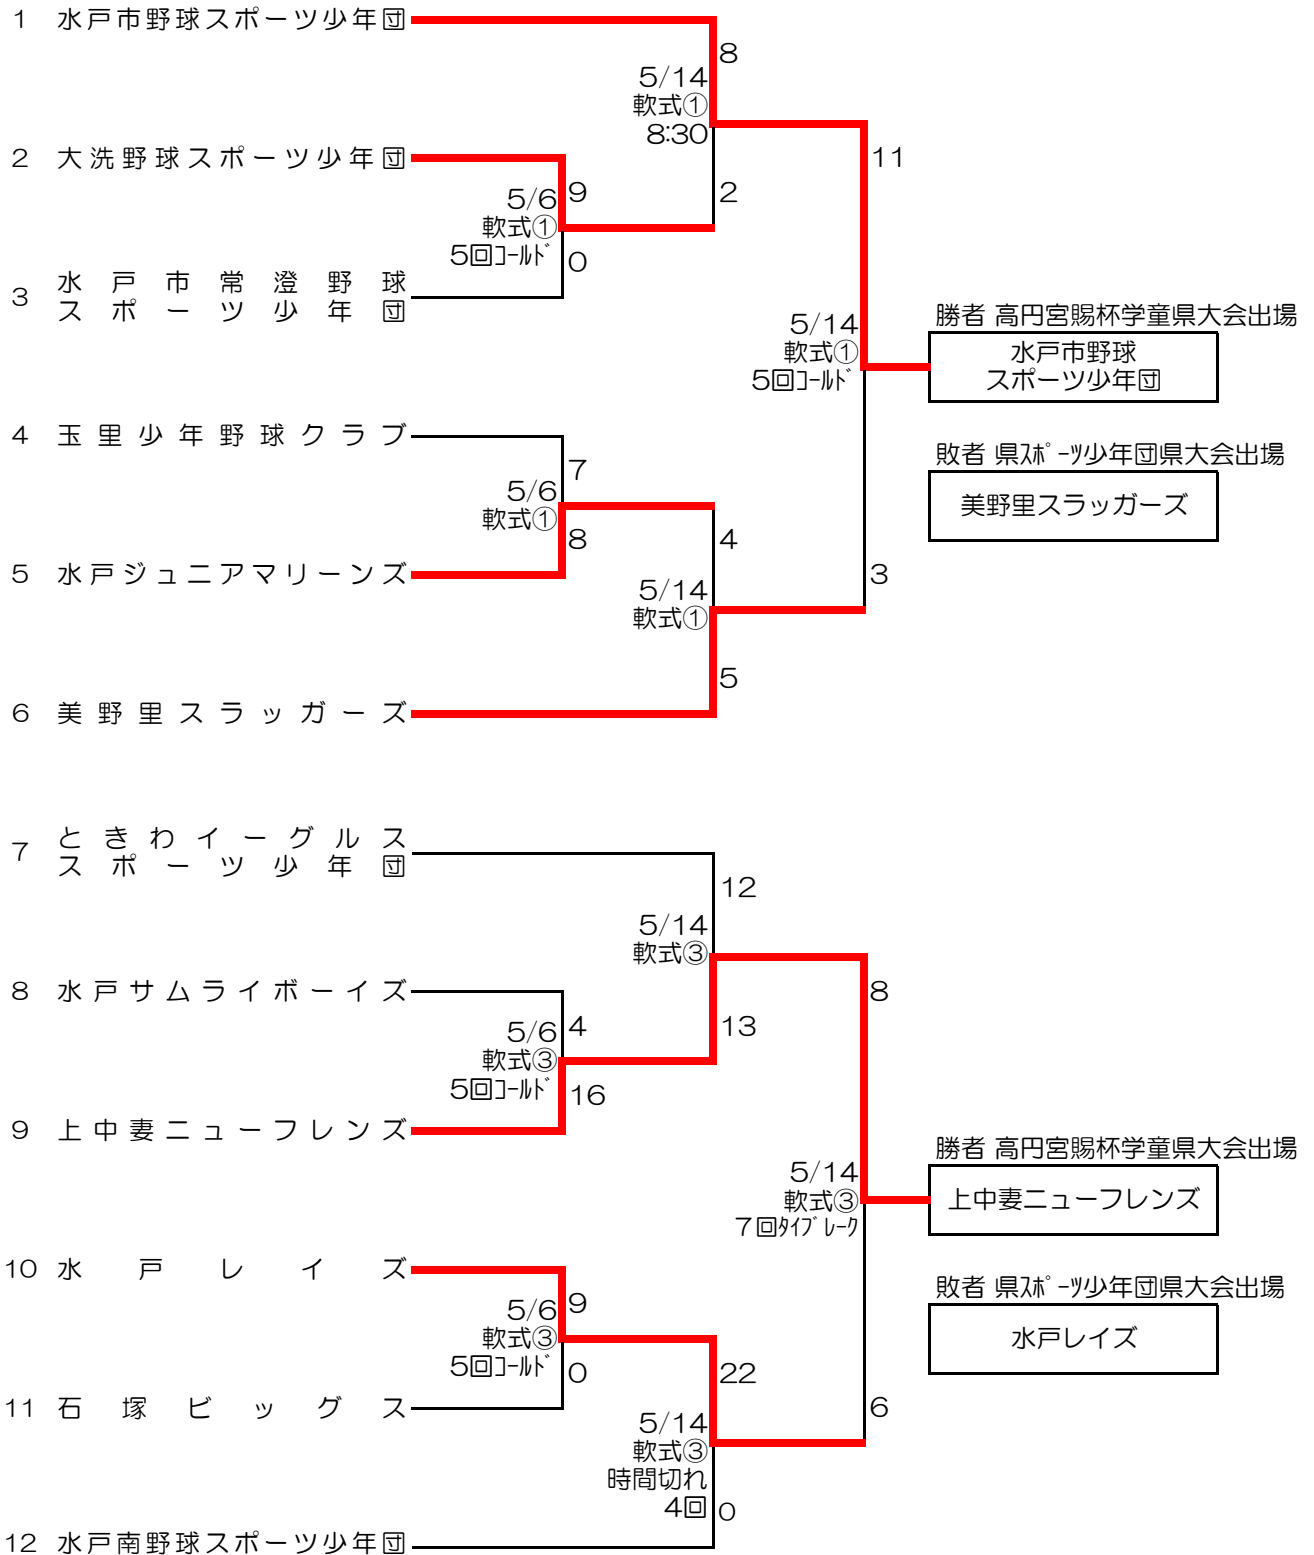 1 水戸市野球スポーツ少年団
8
5/14
軟式①
8:30
2 大洗野球スポーツ少年団
11
9
2
5/6
軟式①
5回ｺｰﾙﾄﾞ
0
3 水戸市常澄野球
スポーツ少年団
勝者 高円宮賜杯学童県大会出場
5/14
軟式①
5回ｺｰﾙﾄﾞ
水戸市野球
スポーツ少年団
4 玉里少年野球クラブ
敗者 県ｽﾎﾟｰﾂ少年団県大会出場
7
5/6
軟式①
美野里スラッガーズ
8
4
5 水戸ジュニアマリーンズ
3
5/14
軟式①
5
6 美野里スラッガーズ
7 ときわイーグルス
スポーツ少年団
12
5/14
軟式③
8 水戸サムライボーイズ
8
4
13
5/6
軟式③
5回ｺｰﾙﾄﾞ
16
9 上中妻ニューフレンズ
勝者 高円宮賜杯学童県大会出場
5/14
軟式③
7回ﾀｲﾌﾞﾚｰｸ
上中妻ニューフレンズ
10 水戸レイズ
敗者 県ｽﾎﾟｰﾂ少年団県大会出場
9
5/6
軟式③
5回ｺｰﾙﾄﾞ
水戸レイズ
0
22
11 石塚ビッグス
6
5/14
軟式③
時間切れ
4回
0
12 水戸南野球スポーツ少年団